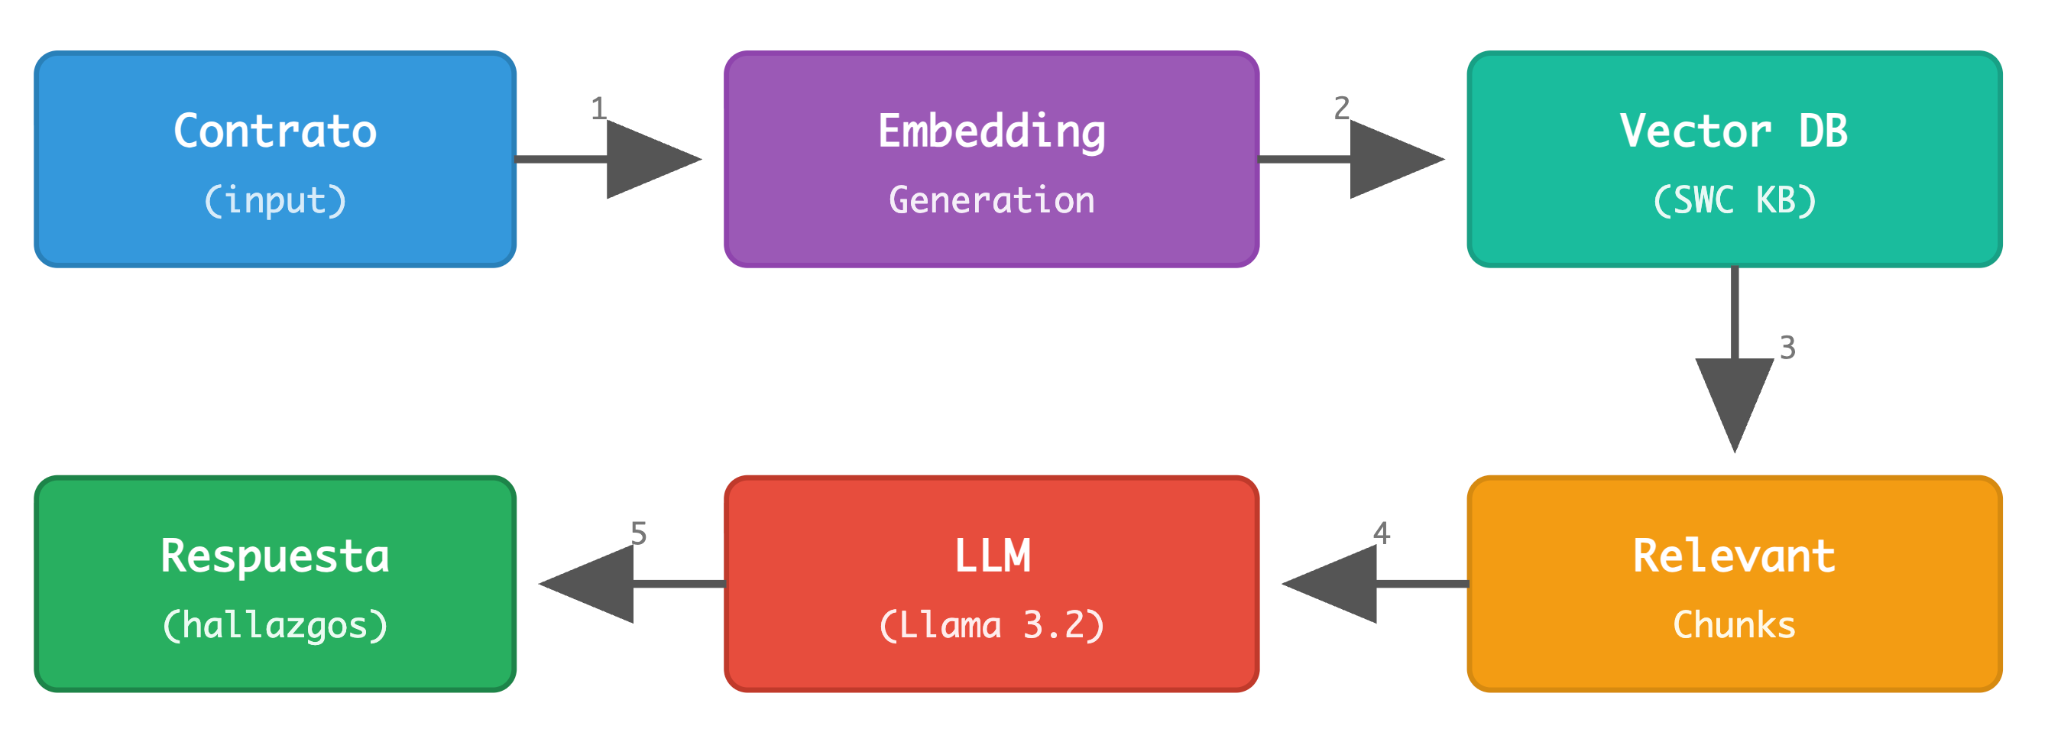 Contrato
(input)
1
Embedding
Generation
2
Vector DB
(SWC KB)
3
Relevant
Chunks
4
LLM
(Llama 3.2)
5
Respuesta
(hallazgos)